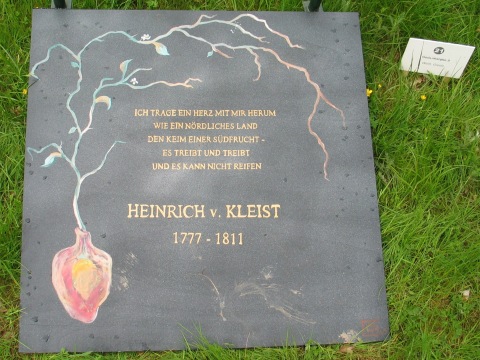 ICH TRAGE EIN HERZ MIT MIR HERUM
WIE EIN NÖRDLICHES LAND
DEN KEIM EINER SÜDFRUCHT -
ES TREIBT UND TREIBT
UND ES KANN NICHT REIFEN
HEINRICH v. KLEIST
1777 - 1811
21